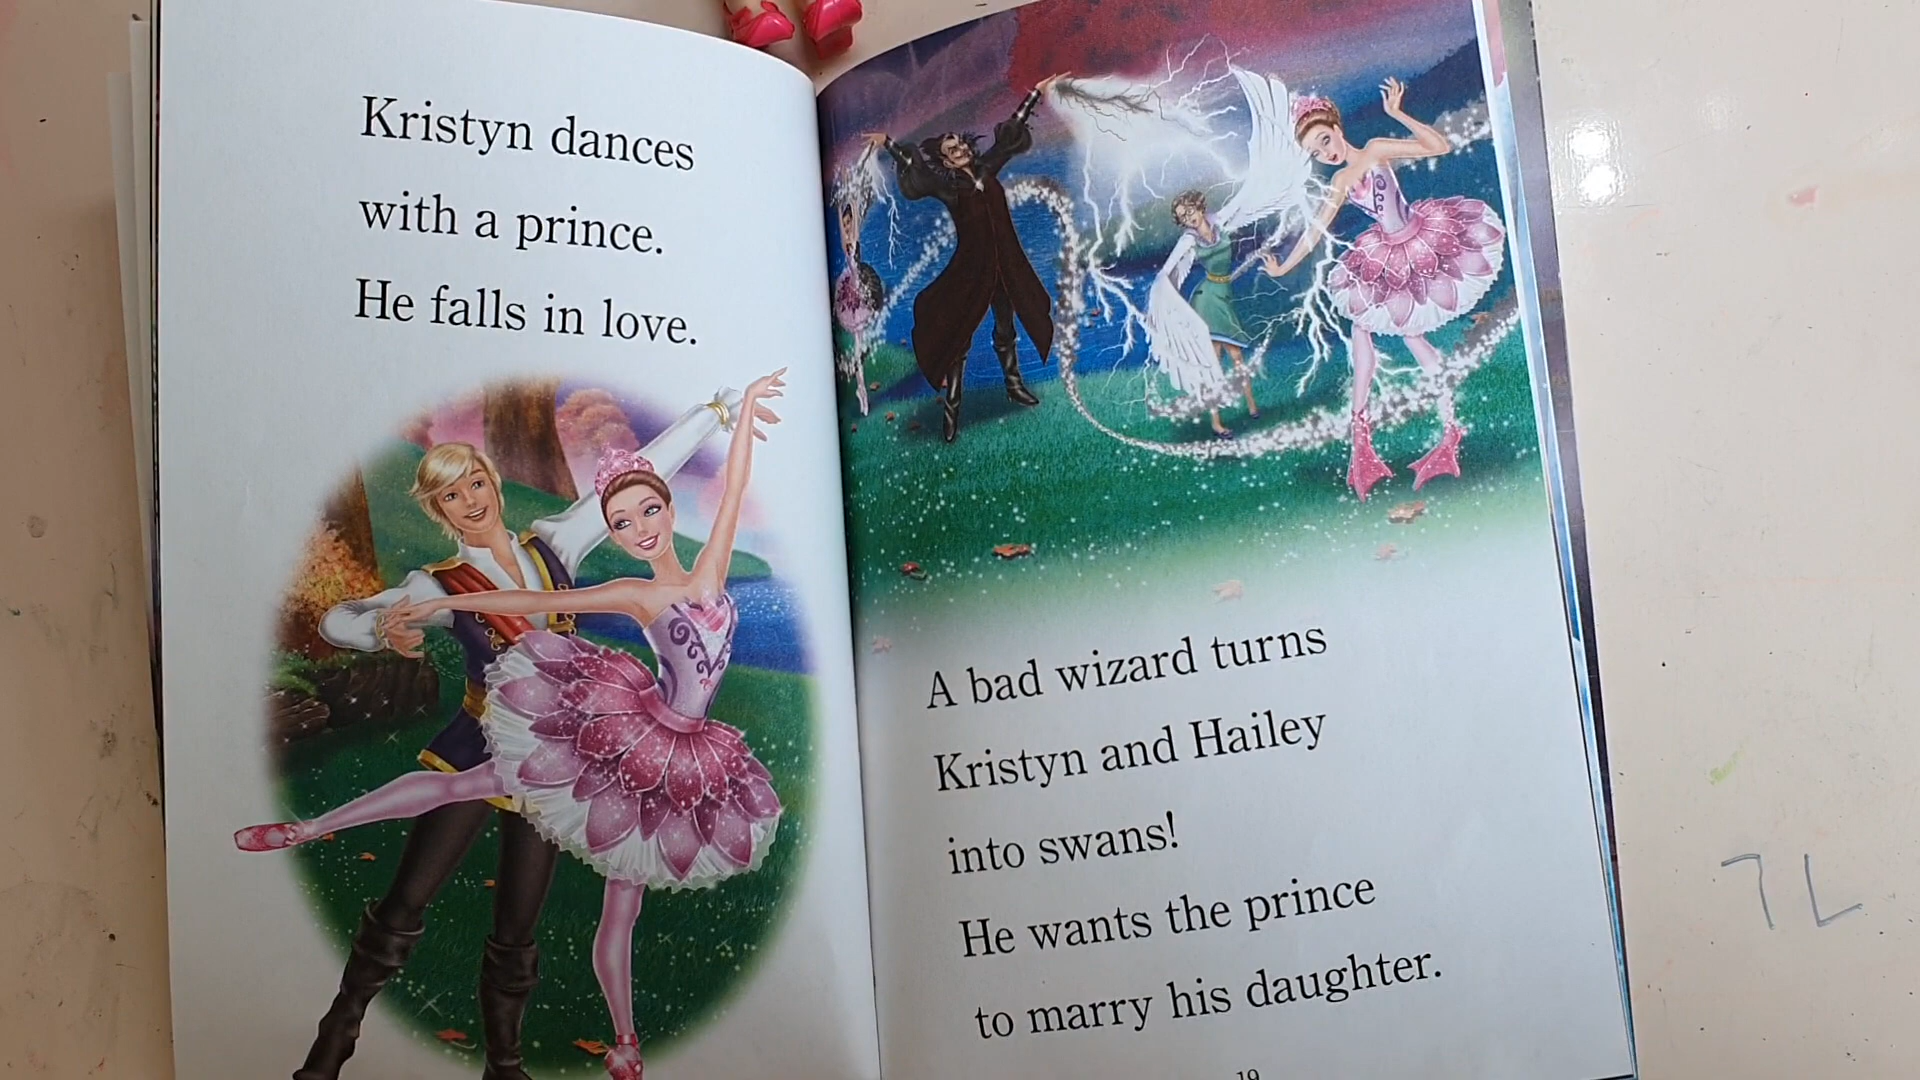 Kristyn dances
with a prince.
He falls in love.
A bad wizard turns
Kristyn and Hailey
into swans!
He wants the prince
to marry his daughter.
19